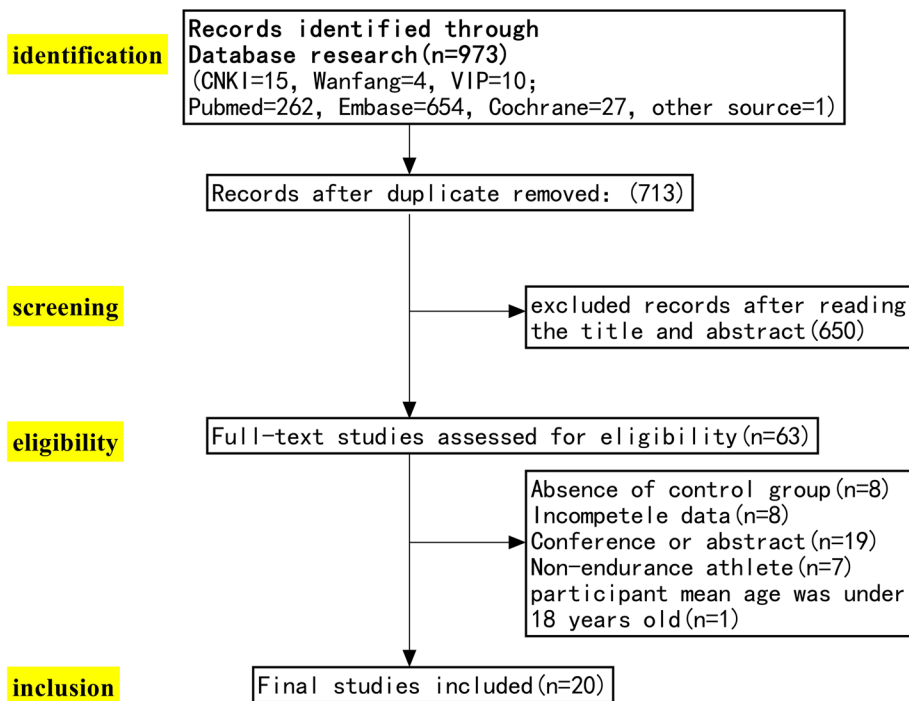 identification
Records identified through
Database research(n=973)
(CNKI=15, Wanfang=4, VIP=10;
Pubmed=262, Embase=654, Cochrane=27, other source=1)
Records after duplicate removed: (713)
screening
excluded records after reading
the title and abstract(650)
eligibility
Full-text studies assessed for eligibility(n=63)
Absence of control group(n=8)
Incompetele data(n=8)
Conference or abstract(n=19)
Non-endurance athlete(n=7)
participant mean age was under
18 years old(n=1)
inclusion
Final studies included(n=20)